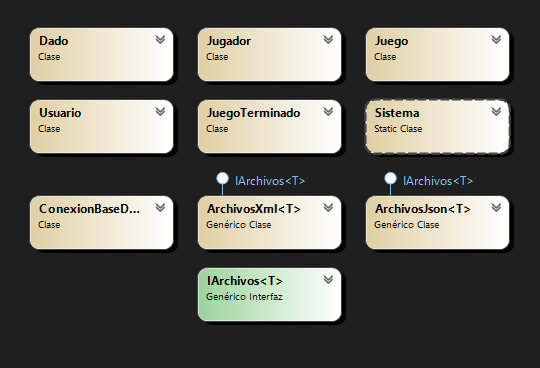 Dado
Clase
Jugador
Clase
Juego
Clase
Usuario
Clase
JuegoTerminado
Clase
Sistema
Static Clase
IArchivos<T>
IArchivos<T>
ConexionBaseD...
Clase
ArchivosXml<T>
Genérico Clase
ArchivosJson<T>
Genérico Clase
IArchivos<T>
Genérico Interfaz